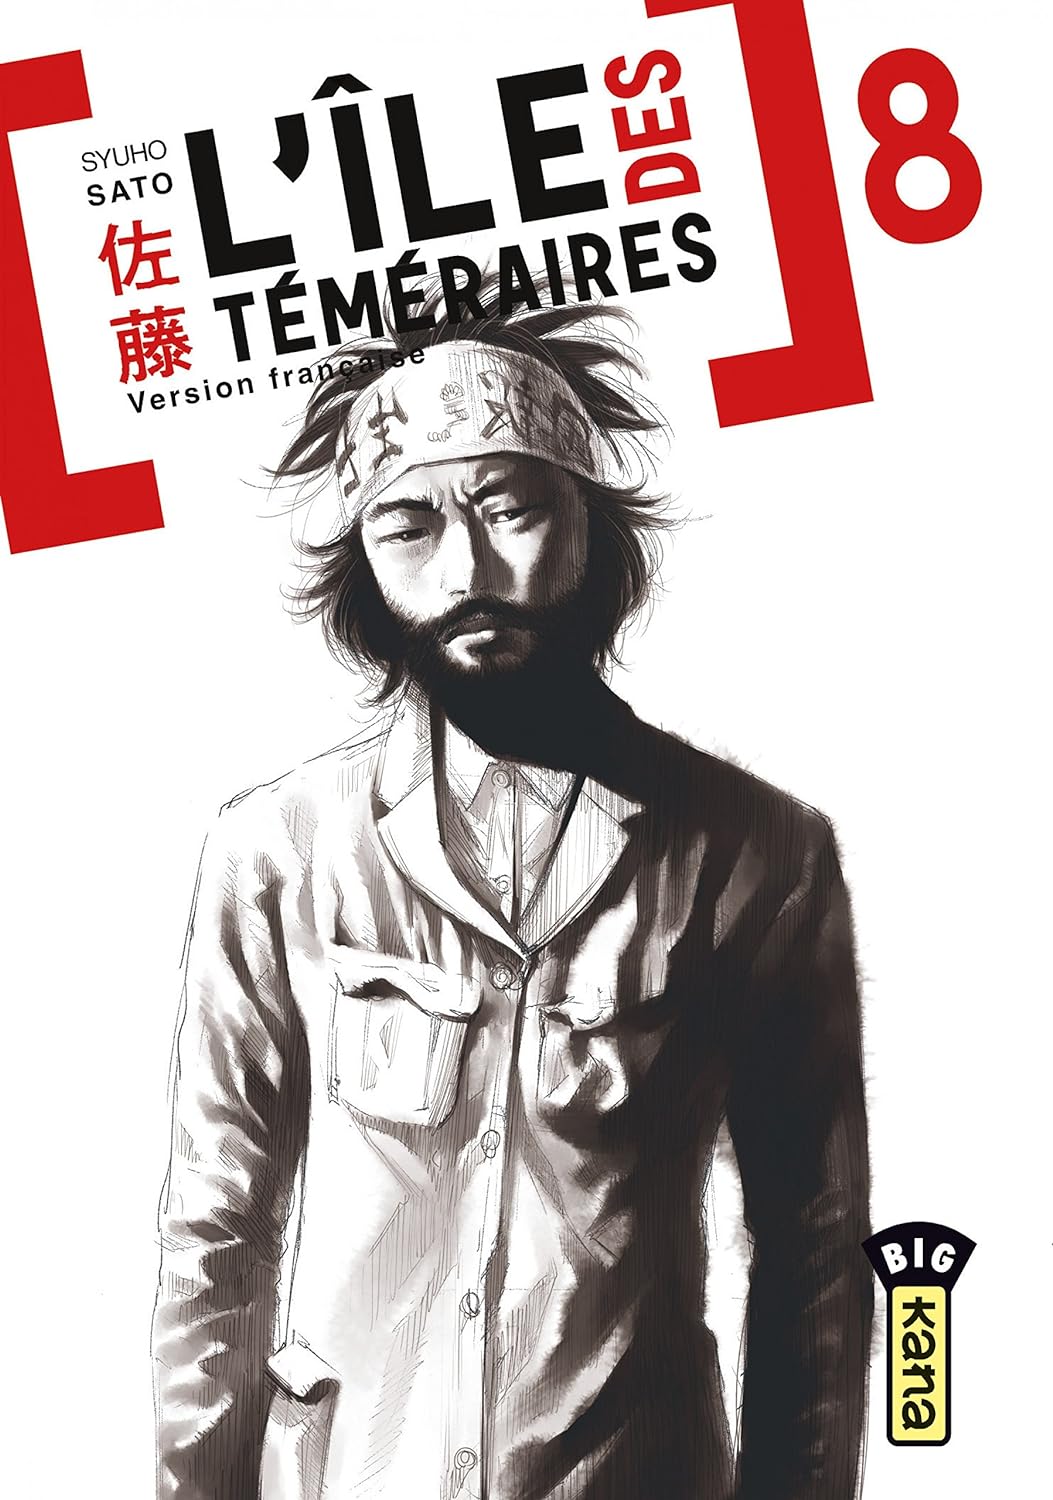 SYUHO
SATO
佐藤
L'ÎLE
DES
TÉMÉRAIRES
Version française
8
BIG
kana